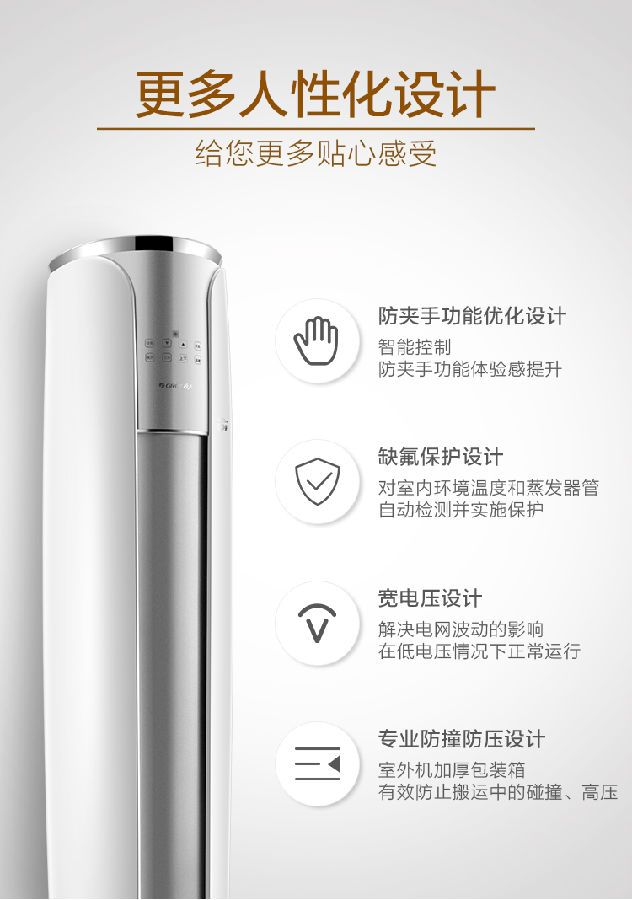 更多人性化设计
给您更多贴心感受
防夹手功能优化设计
智能控制
防夹手功能体验感提升
缺氟保护设计
对室内环境温度和蒸发器管
自动检测并实施保护
宽电压设计
解决电网波动的影响
在低电压情况下正常运行
专业防撞防压设计
室外机加厚包装箱
有效防止搬运中的碰撞、高压